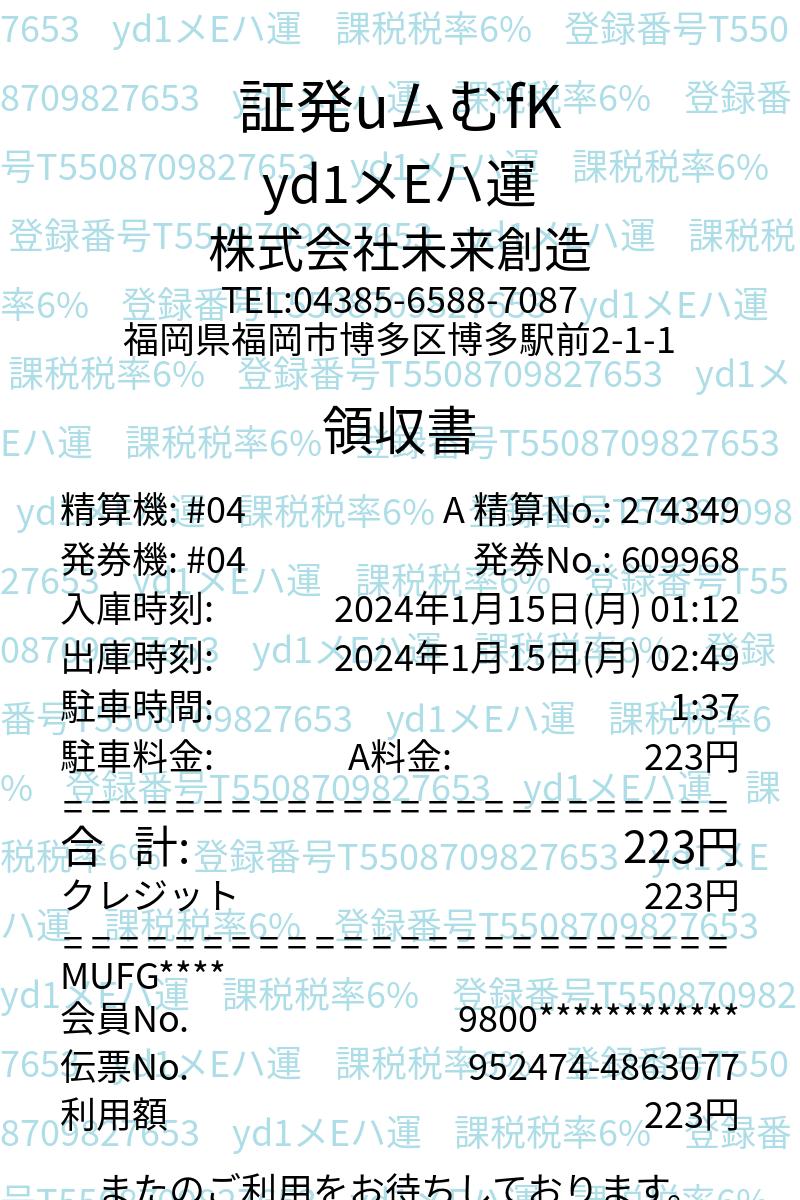 証発uムむfK
yd1メEハ運
株式会社未来創造
TEL:04385-6588-7087
福岡県福岡市博多区博多駅前2-1-1
領収書
精算機: #04 A 精算No.: 274349
発券機: #04 発券No.: 609968
入庫時刻: 2024年1月15日(月) 01:12
出庫時刻: 2024年1月15日(月) 02:49
駐車時間: 1:37
駐車料金: A料金: 223円
========================
合 計: 223円
クレジット 223円
========================
MUFG****
会員No. 9800************
伝票No. 952474-4863077
利用額 223円
またのご利用をお待ちしております。